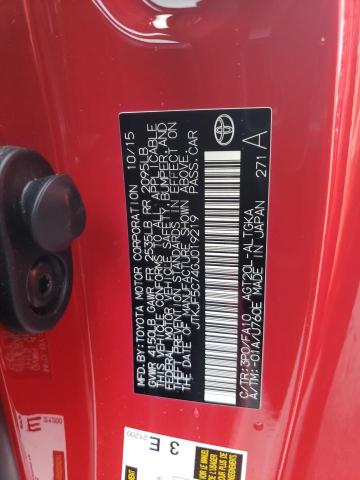 MFD.BY: TOYOTA MOTOR CORPORATION 10/15
GVWR 4150LB GAWR FR 2535LB RR 2095LB
THIS VEHICLE CONFORMS TO ALL APPLICABLE
FEDERAL MOTOR VEHICLE SAFETY, BUMPER, AND
THEFT PREVENTION STANDARDS IN EFFECT ON
THE DATE OF MANUFACTURE SHOWN ABOVE.
JTKJF5C74GJ019219 PASS.CAR
C/TR:3P0/FA10 AGT20L-ALTGKA
A/TM:-01A/U760E MADE IN JAPAN
271 A
3 E
21200